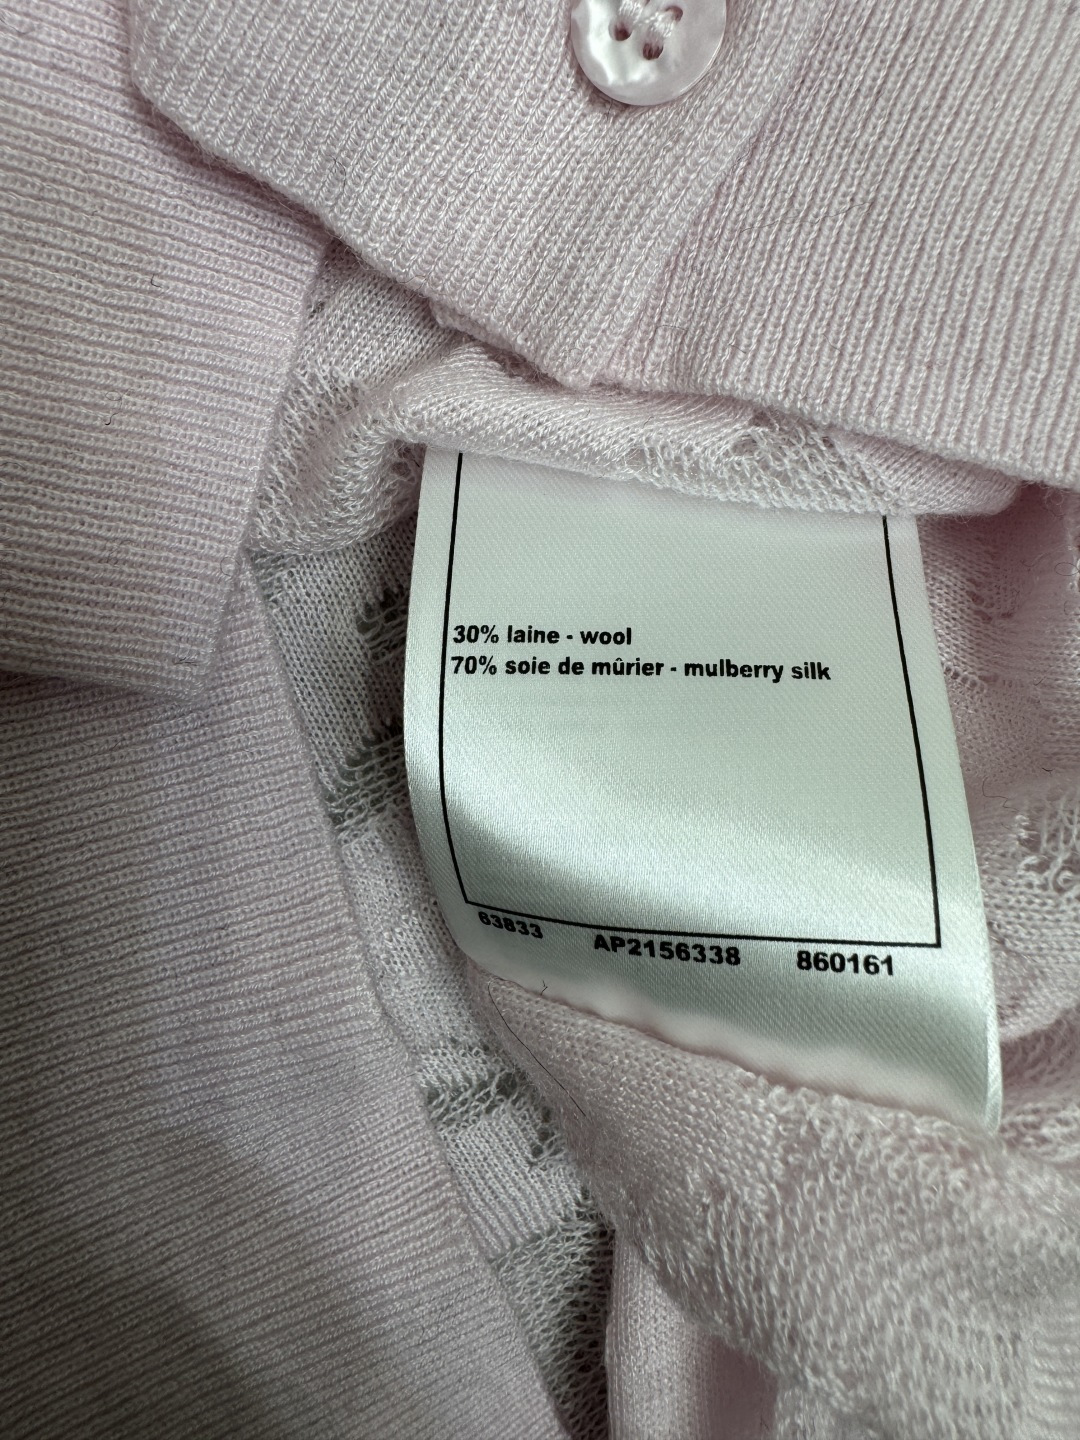 30% laine - wool
70% soie de mûrier - mulberry silk
63833 AP2156338 860161